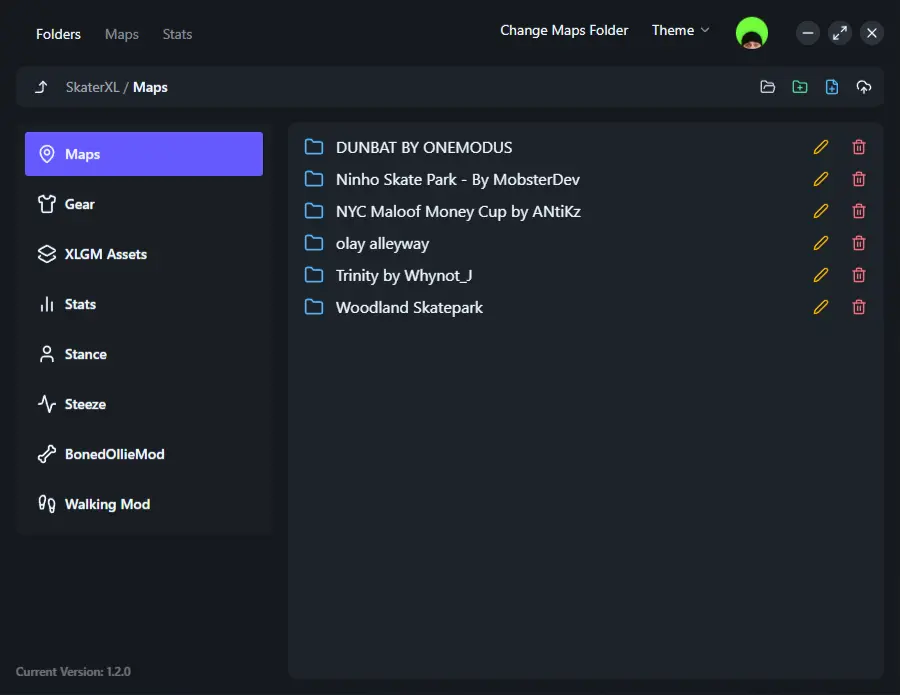 Folders Maps Stats Change Maps Folder Theme
SkaterXL / Maps
Maps
Gear
XLGM Assets
Stats
Stance
Steeze
BonedOllieMod
Walking Mod
DUNBAT BY ONEMODUS
Ninho Skate Park - By MobsterDev
NYC Maloof Money Cup by ANtiKz
olay alleyway
Trinity by Whynot_J
Woodland Skatepark
Current Version: 1.2.0